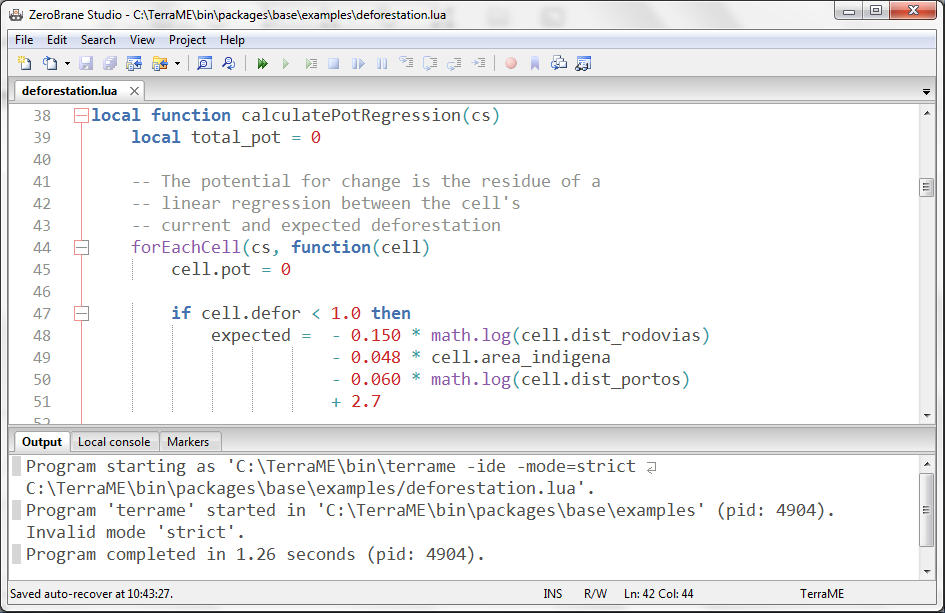 ZeroBrane Studio - C:\TerraME\bin\packages\base\examples\deforestation.lua
File Edit Search View Project Help
deforestation.lua
38 local function calculatePotRegression(cs)
39 local total_pot = 0
40
41 -- The potential for change is the residue of a
42 -- linear regression between the cell's
43 -- current and expected deforestation
44 forEachCell(cs, function(cell)
45 cell.pot = 0
46
47 if cell.defor < 1.0 then
48 expected = - 0.150 * math.log(cell.dist_rodovias)
49 - 0.048 * cell.area_indigena
50 - 0.060 * math.log(cell.dist_portos)
51 + 2.7
52
Output Local console Markers
Program starting as 'C:\TerraME\bin\terrame -ide -mode=strict
C:\TerraME\bin\packages\base\examples/deforestation.lua'.
Program 'terrame' started in 'C:\TerraME\bin\packages\base\examples' (pid: 4904).
Invalid mode 'strict'.
Program completed in 1.26 seconds (pid: 4904).
Saved auto-recover at 10:43:27. INS R/W Ln: 42 Col: 44 TerraME